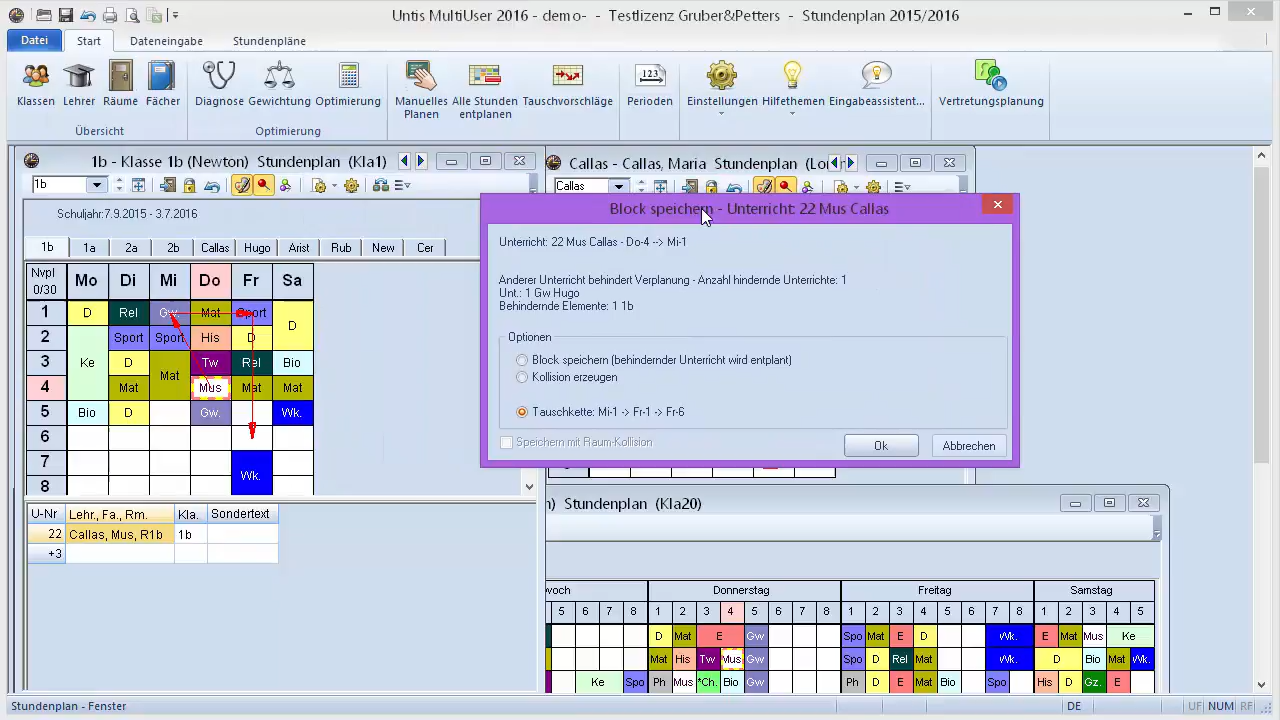 Untis MultiUser 2016 - demo- - Testlizenz Gruber&Petters - Stundenplan 2015/2016
Datei Start Dateneingabe Stundenpläne
Klassen Lehrer Räume Fächer Diagnose Gewichtung Optimierung Manuelles Planen Alle Stunden entplanen Tauschvorschläge Perioden Einstellungen Hilfethemen Eingabeassistent... Vertretungsplanung
Übersicht Optimierung
1b - Klasse 1b (Newton) Stundenplan (Kla1)
1b
Schuljahr: 7.9.2015 - 3.7.2016
1b 1a 2a 2b Callas Hugo Arist Rub New Cer
Nvpl 0/30 Mo Di Mi Do Fr Sa
1 D Rel Gw Mat Sport D
2 Ke Sport Sport His D
3 D Mat Tw Rel Bio
4 Mat Mus Mat Mat
5 Bio D Gw. Wk.
6
7 Wk.
8
U-Nr Lehr., Fa., Rm. Kla. Sondertext
22 Callas, Mus, R1b 1b
+3
Callas - Callas, Maria Stundenplan
Callas
Block speichern - Unterricht: 22 Mus Callas
Unterricht: 22 Mus Callas - Do-4 --> Mi-1
Anderer Unterricht behindert Verplanung - Anzahl hindernde Unterrichte: 1
Unt.: 1 Gw Hugo
Behindernde Elemente: 1 1b
Optionen
Block speichern (behindernder Unterricht wird entplant)
Kollision erzeugen
Tauschkette: Mi-1 -> Fr-1 -> Fr-6
Speichern mit Raum-Kollision
Ok Abbrechen
Stundenplan (Kla20)
woch Donnerstag Freitag Samstag
5 6 7 8 1 2 3 4 5 6 7 8 1 2 3 4 5 6 7 8 1 2 3 4 5
D Mat E Gw Spo Mat E D Wk. E Mat Mus Ke
Mat His Tw Mus Gw Spo D Rel Mat Wk. D Bio Mat Wk.
Ke Spo Ph Mus *Ch. Bio Gw Ph D E Mat Bio Spo His D Gz. E
Stundenplan - Fenster DE UF NUM RF